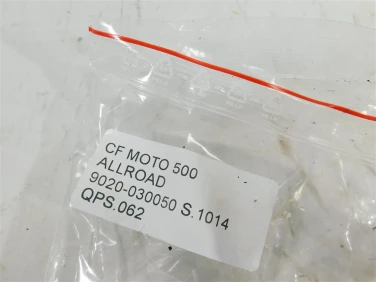 CF MOTO 500
ALLROAD
9020-030050 S.1014
QPS.062